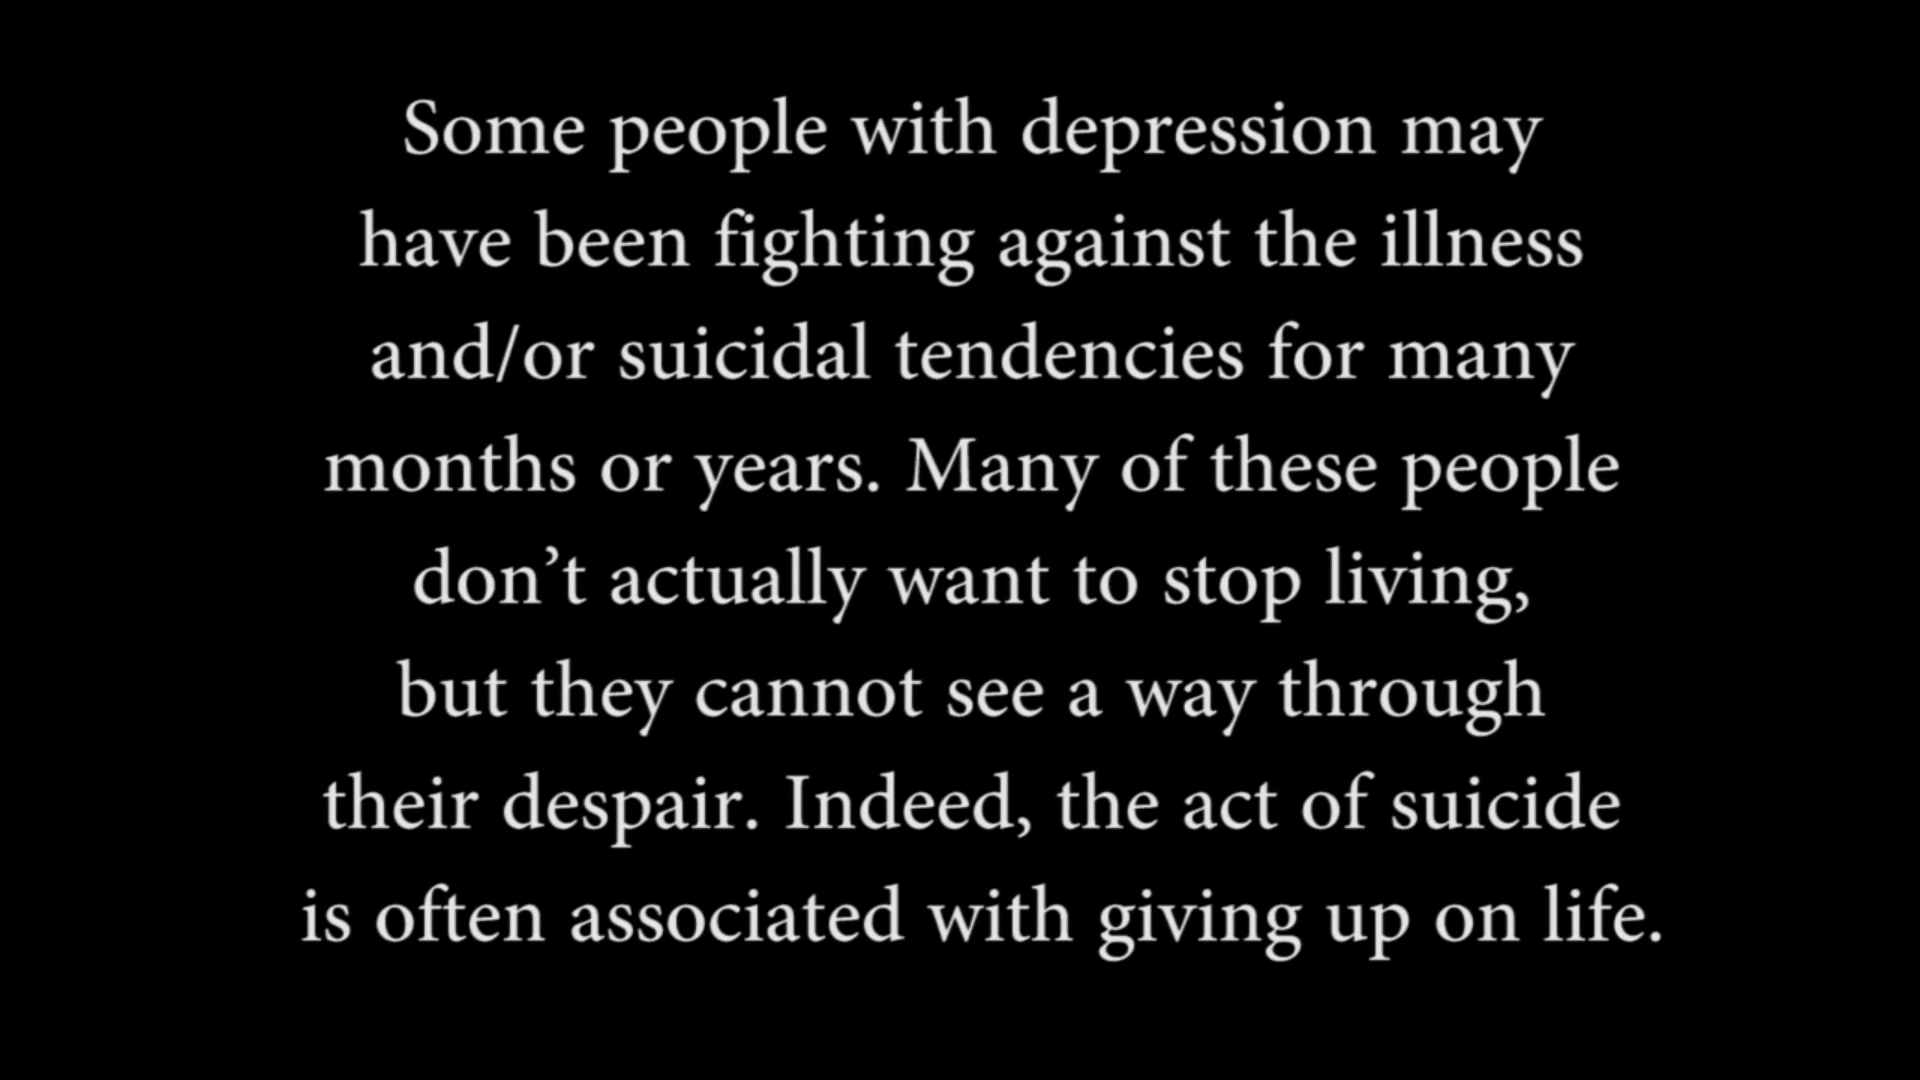 Some people with depression may
have been fighting against the illness
and/or suicidal tendencies for many
months or years. Many of these people
don’t actually want to stop living,
but they cannot see a way through
their despair. Indeed, the act of suicide
is often associated with giving up on life.